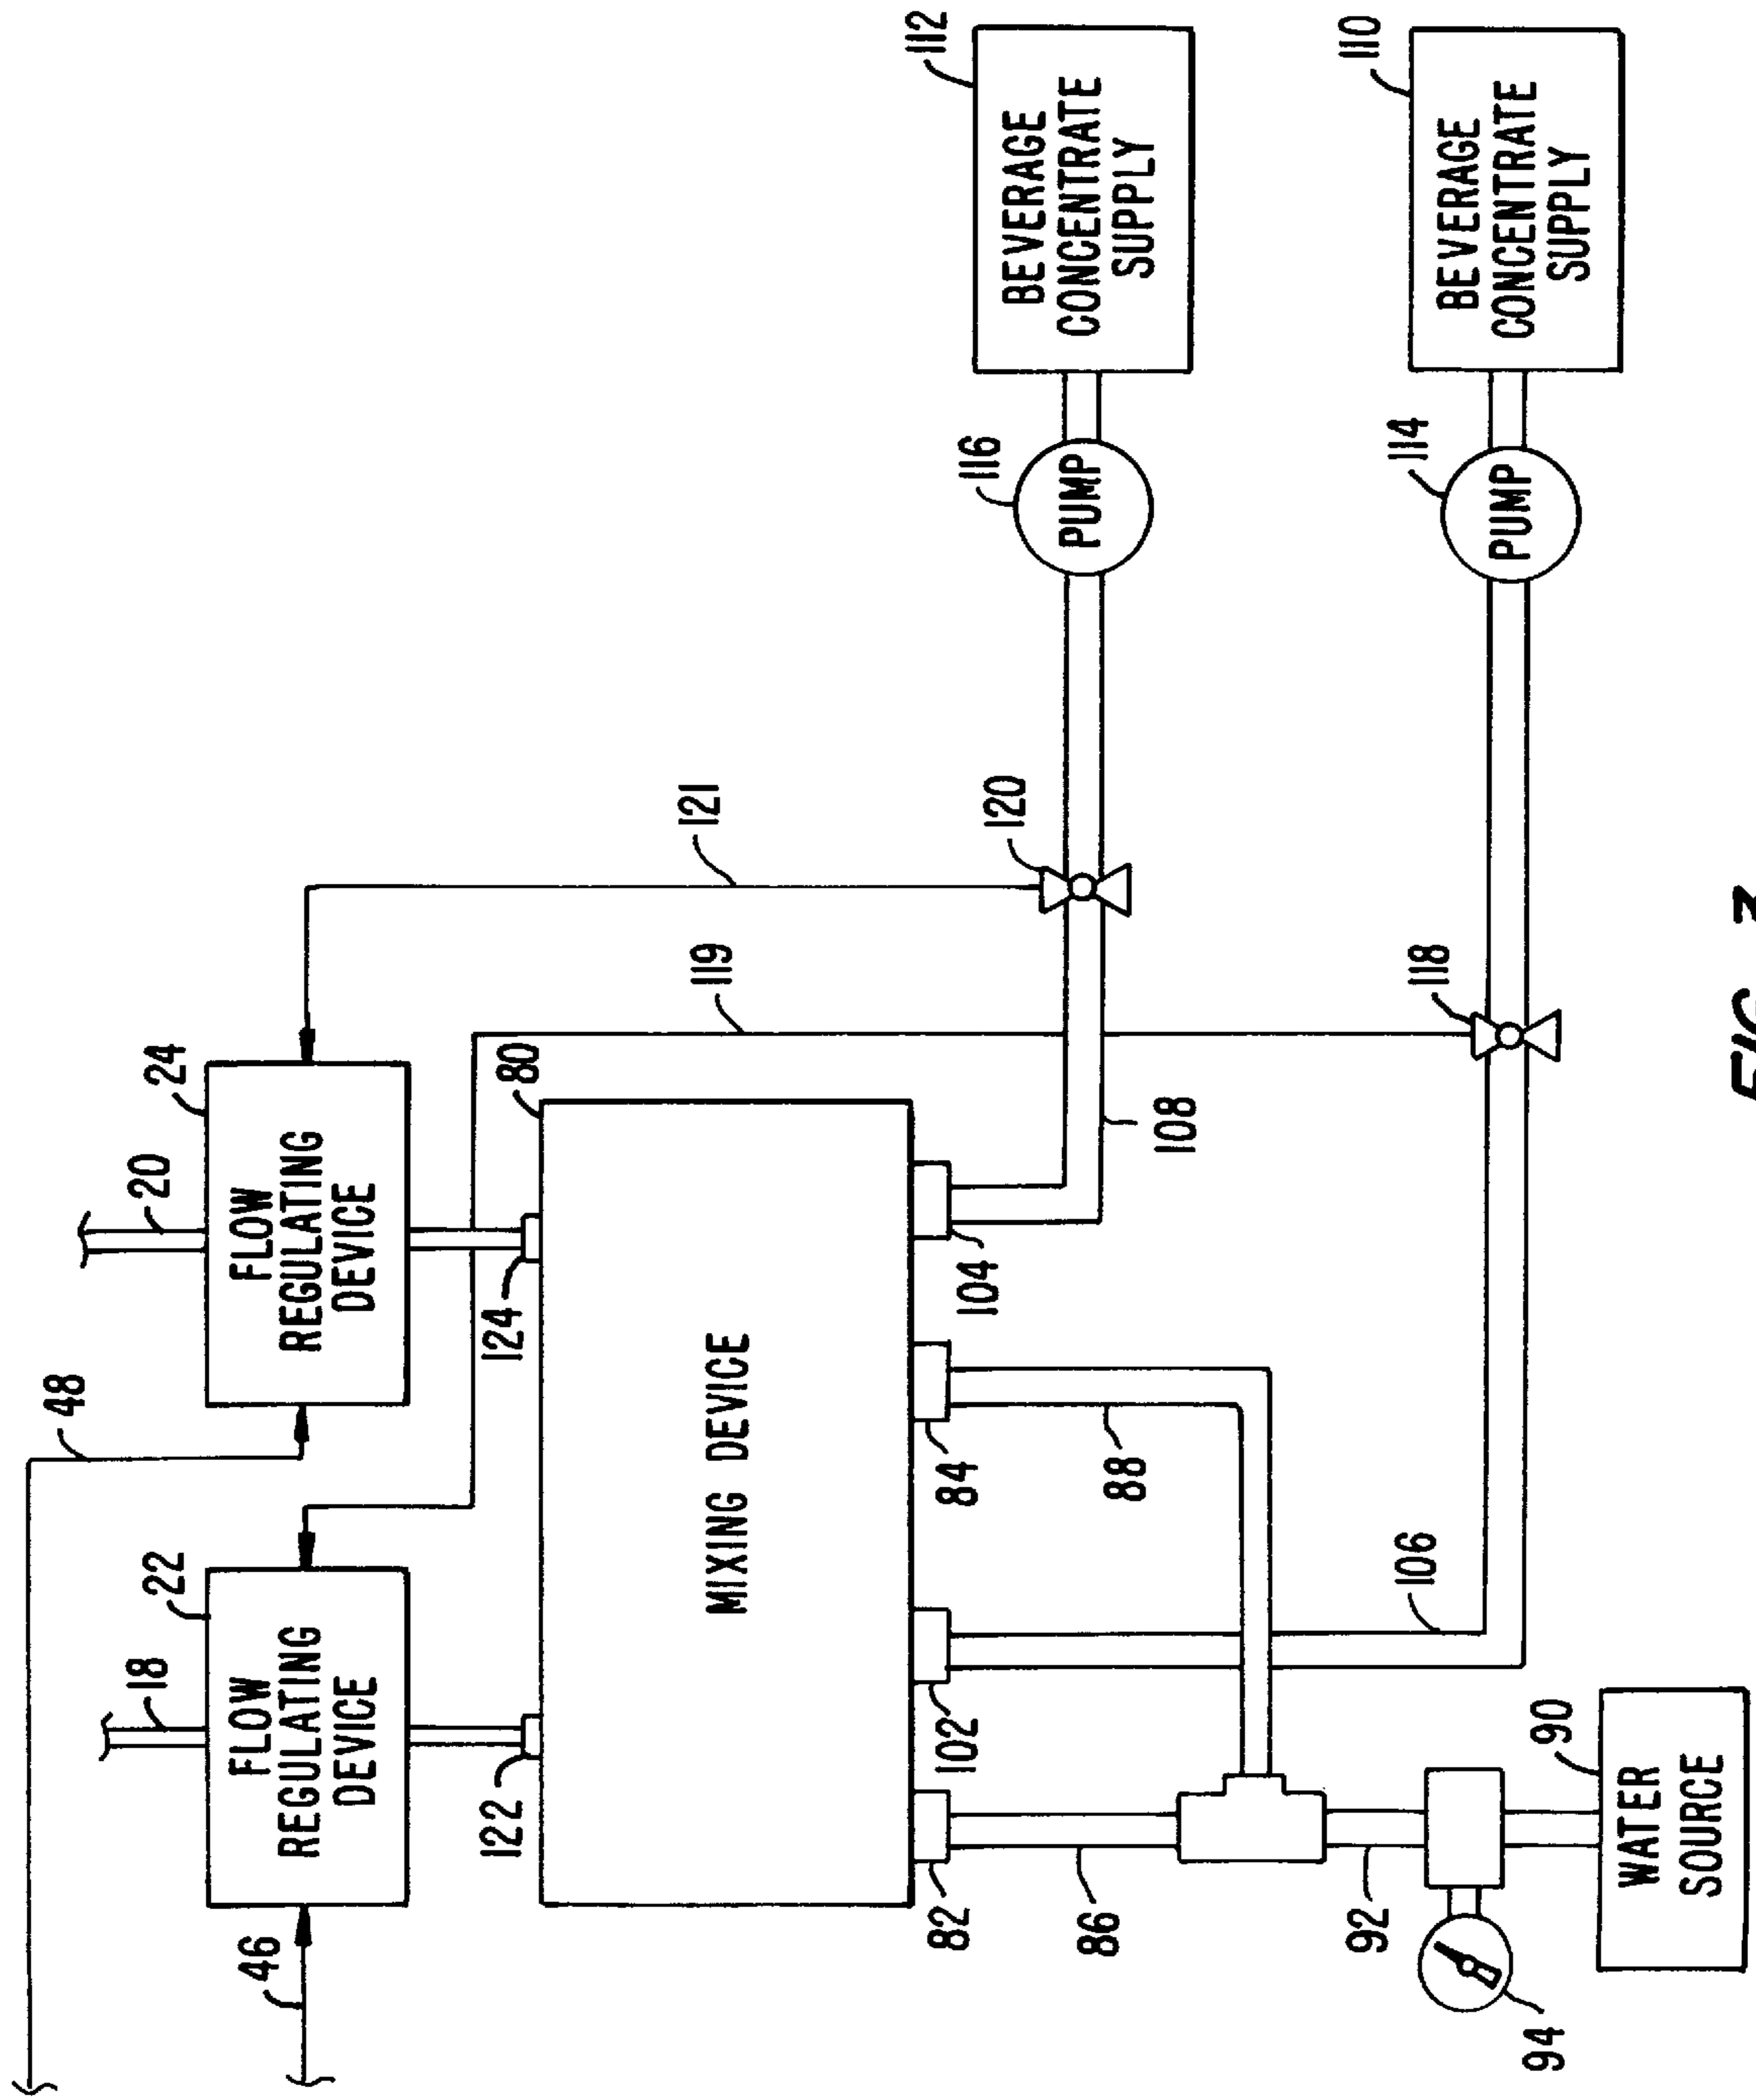 48
46
18
20
22
24
FLOW
REGULATING
DEVICE
FLOW
REGULATING
DEVICE
122
124
80
119
121
MIXING DEVICE
82
102
84
104
112
116
120
BEVERAGE
CONCENTRATE
SUPPLY
PUMP
86
88
108
92
106
118
114
110
94
90
WATER
SOURCE
PUMP
BEVERAGE
CONCENTRATE
SUPPLY
FIG. 3